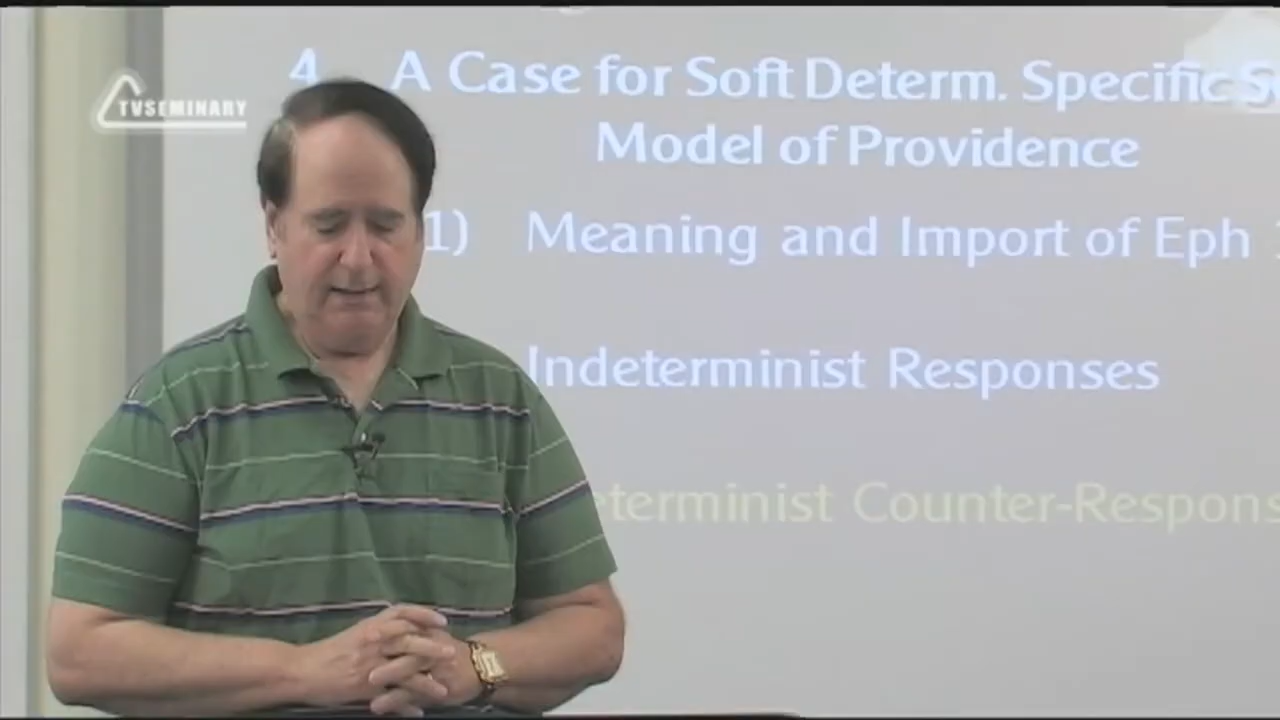 TVSEMINARY
4. A Case for Soft Determ. Specific
Model of Providence
1) Meaning and Import of Eph
Indeterminist Responses
eterminist Counter-Respons